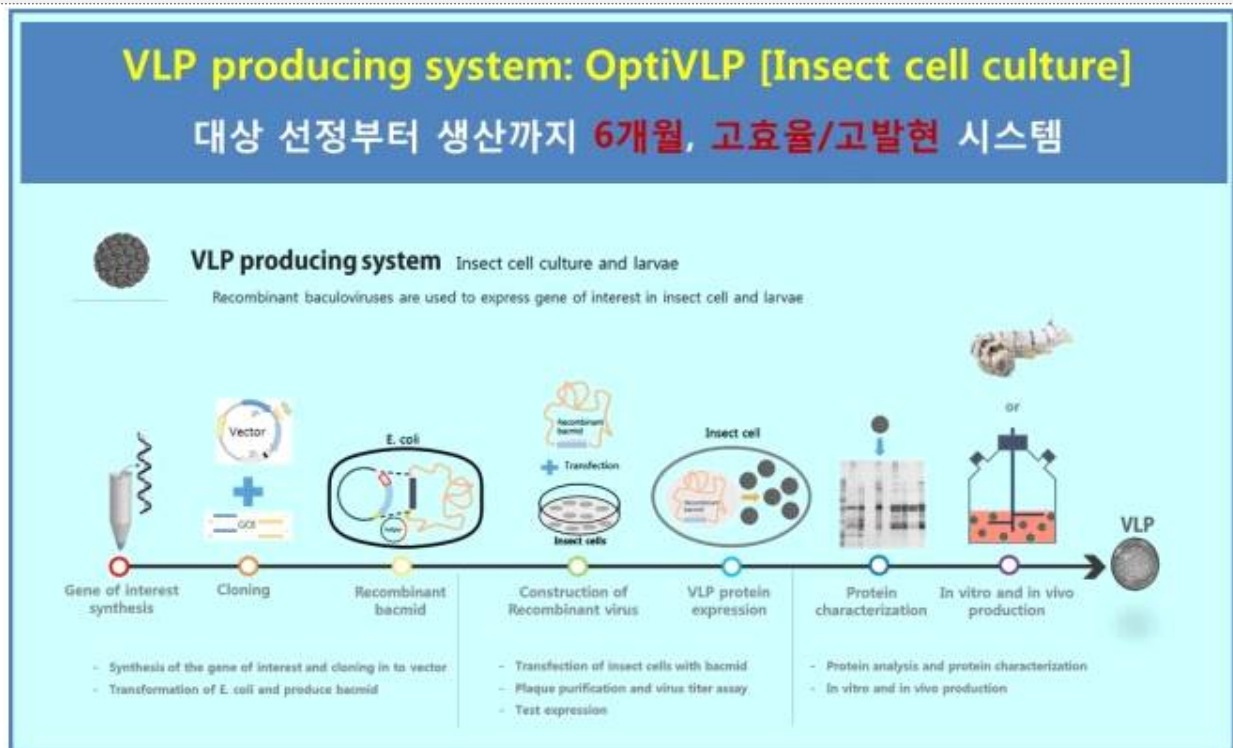 VLP producing system: OptiVLP [Insect cell culture]
대상 선정부터 생산까지 6개월, 고효율/고발현 시스템
VLP producing system Insect cell culture and larvae
Recombinant baculoviruses are used to express gene of interest in insect cell and larvae
or
Vector
E. coli
Recombinant
bacmid
Transfection
Insect cell
Recombinant
bacmid
GOI
Insect cells
VLP
Gene of interest
synthesis
Cloning
Recombinant
bacmid
Construction of
Recombinant virus
VLP protein
expression
Protein
characterization
In vitro and in vivo
production
- Synthesis of the gene of interest and cloning in to vector
- Transformation of E. coli and produce bacmid
- Transfection of insect cells with bacmid
- Plaque purification and virus titer assay
- Test expression
- Protein analysis and protein characterization
- In vitro and in vivo production